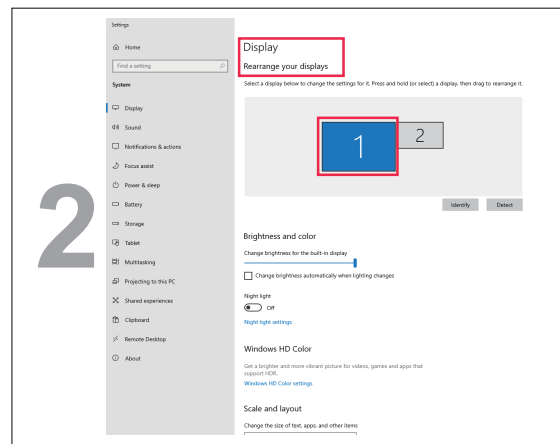 2
Settings
Home
Find a setting
System
Display
Sound
Notifications & actions
Focus assist
Power & sleep
Battery
Storage
Tablet
Multitasking
Projecting to this PC
Shared experiences
Clipboard
Remote Desktop
About
Display
Rearrange your displays
Select a display below to change the settings for it. Press and hold (or select) a display, then drag to rearrange it.
1
2
Identify
Detect
Brightness and color
Change brightness for the built-in display
Change brightness automatically when lighting changes
Night light
Off
Night light settings
Windows HD Color
Get a brighter and more vibrant picture for videos, games and apps that
support HDR.
Windows HD Color settings
Scale and layout
Change the size of text, apps, and other items